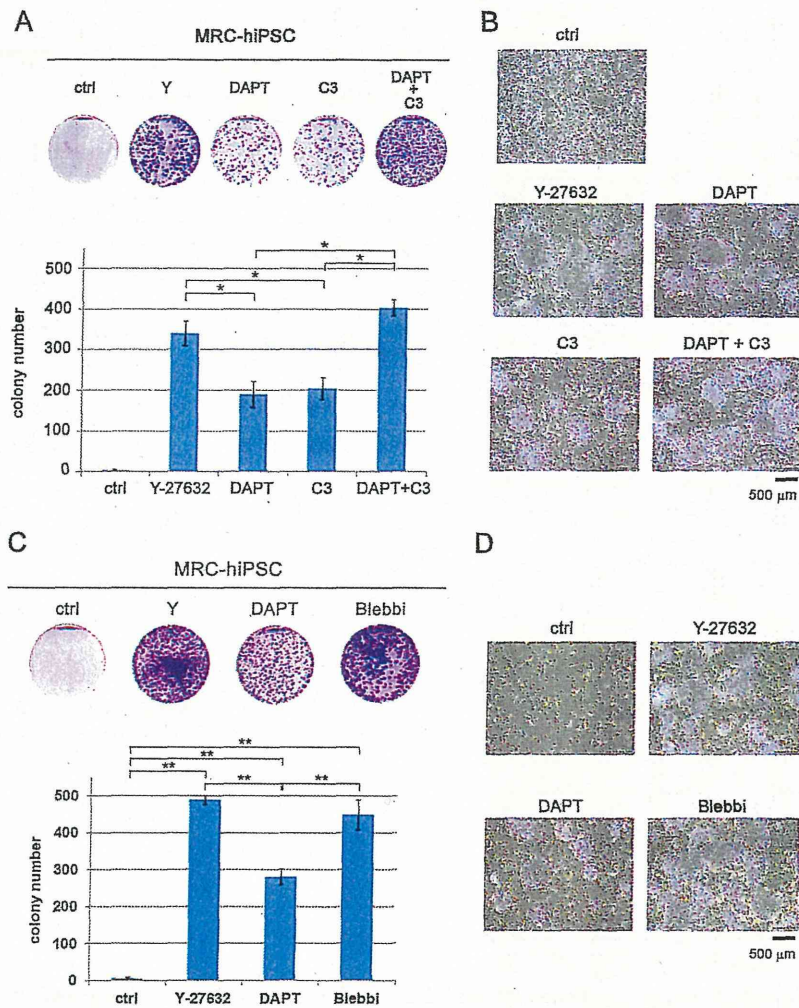 A
MRC-hiPSC
ctrl Y DAPT C3 DAPT + C3
* * * *
500
400
300
200
100
0
colony number
ctrl Y-27632 DAPT C3 DAPT+C3
B
ctrl
Y-27632 DAPT
C3 DAPT + C3
500 µm
C
MRC-hiPSC
ctrl Y DAPT Blebbi
**
**
** ** **
500
400
300
200
100
0
colony number
ctrl Y-27632 DAPT Blebbi
D
ctrl Y-27632
DAPT Blebbi
500 µm